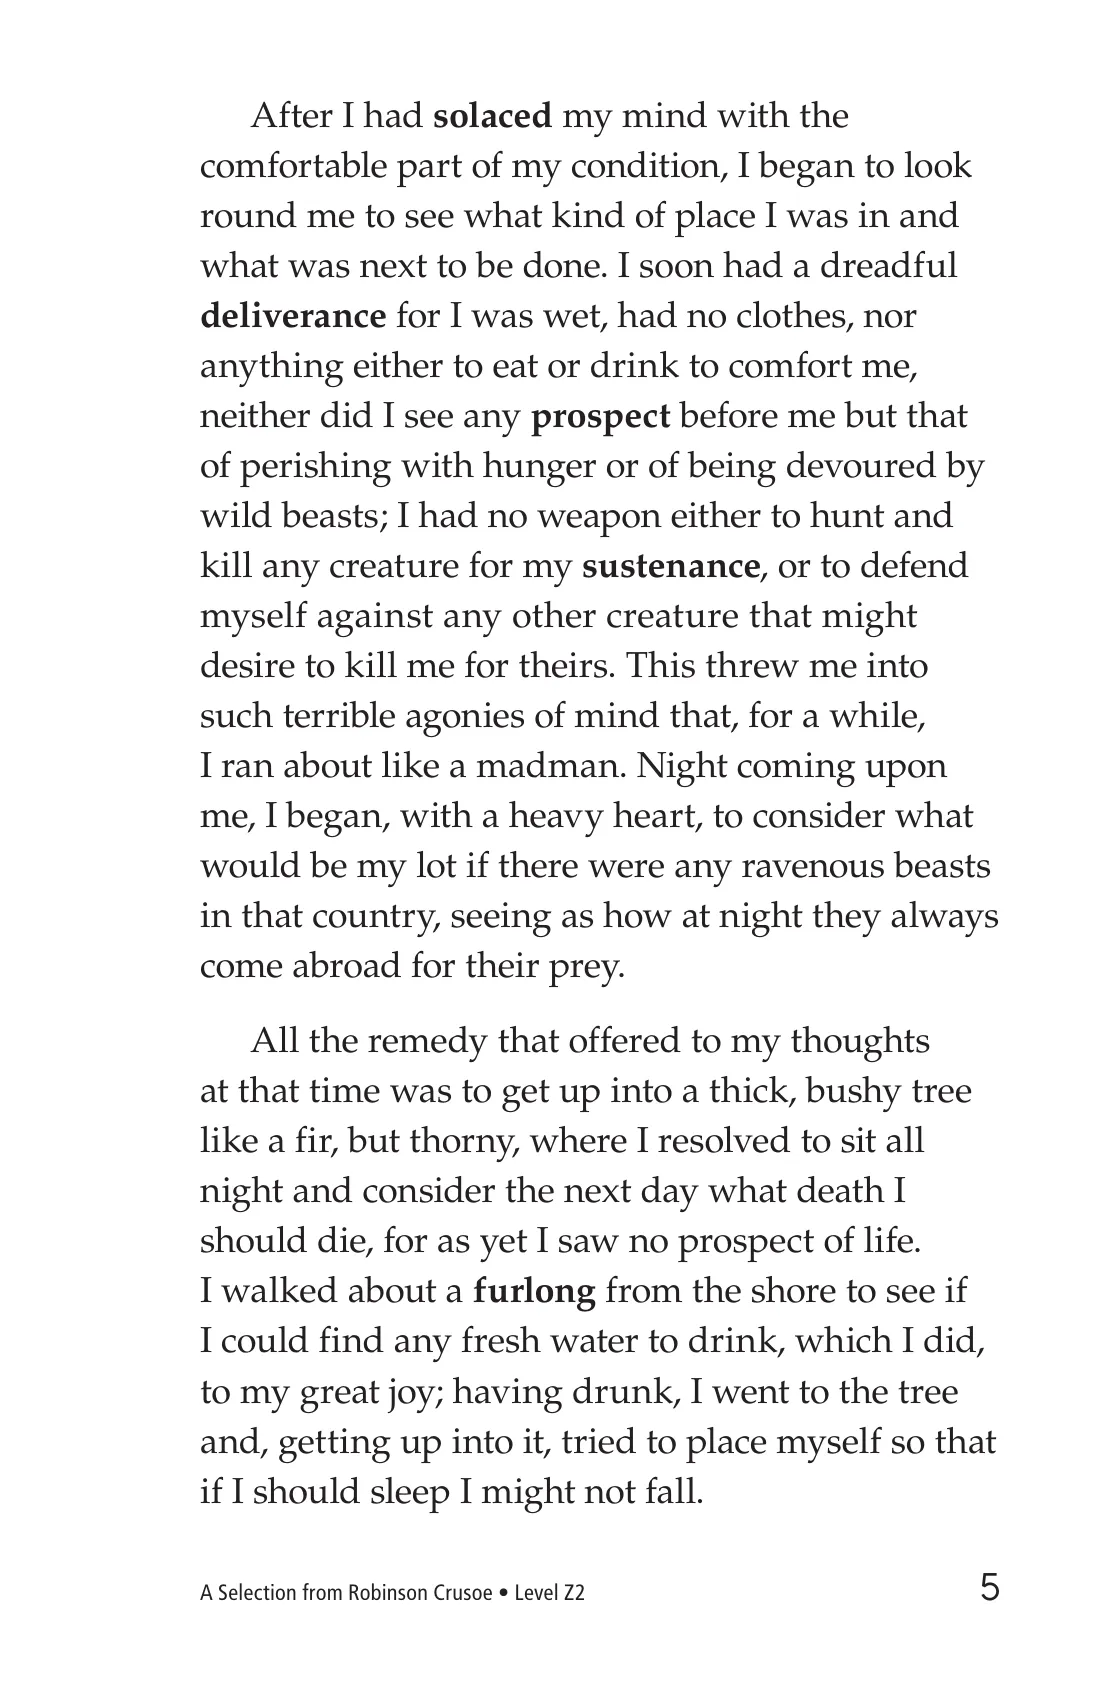 After I had solaced my mind with the
comfortable part of my condition, I began to look
round me to see what kind of place I was in and
what was next to be done. I soon had a dreadful
deliverance for I was wet, had no clothes, nor
anything either to eat or drink to comfort me,
neither did I see any prospect before me but that
of perishing with hunger or of being devoured by
wild beasts; I had no weapon either to hunt and
kill any creature for my sustenance, or to defend
myself against any other creature that might
desire to kill me for theirs. This threw me into
such terrible agonies of mind that, for a while,
I ran about like a madman. Night coming upon
me, I began, with a heavy heart, to consider what
would be my lot if there were any ravenous beasts
in that country, seeing as how at night they always
come abroad for their prey.
All the remedy that offered to my thoughts
at that time was to get up into a thick, bushy tree
like a fir, but thorny, where I resolved to sit all
night and consider the next day what death I
should die, for as yet I saw no prospect of life.
I walked about a furlong from the shore to see if
I could find any fresh water to drink, which I did,
to my great joy; having drunk, I went to the tree
and, getting up into it, tried to place myself so that
if I should sleep I might not fall.
A Selection from Robinson Crusoe • Level Z2 5